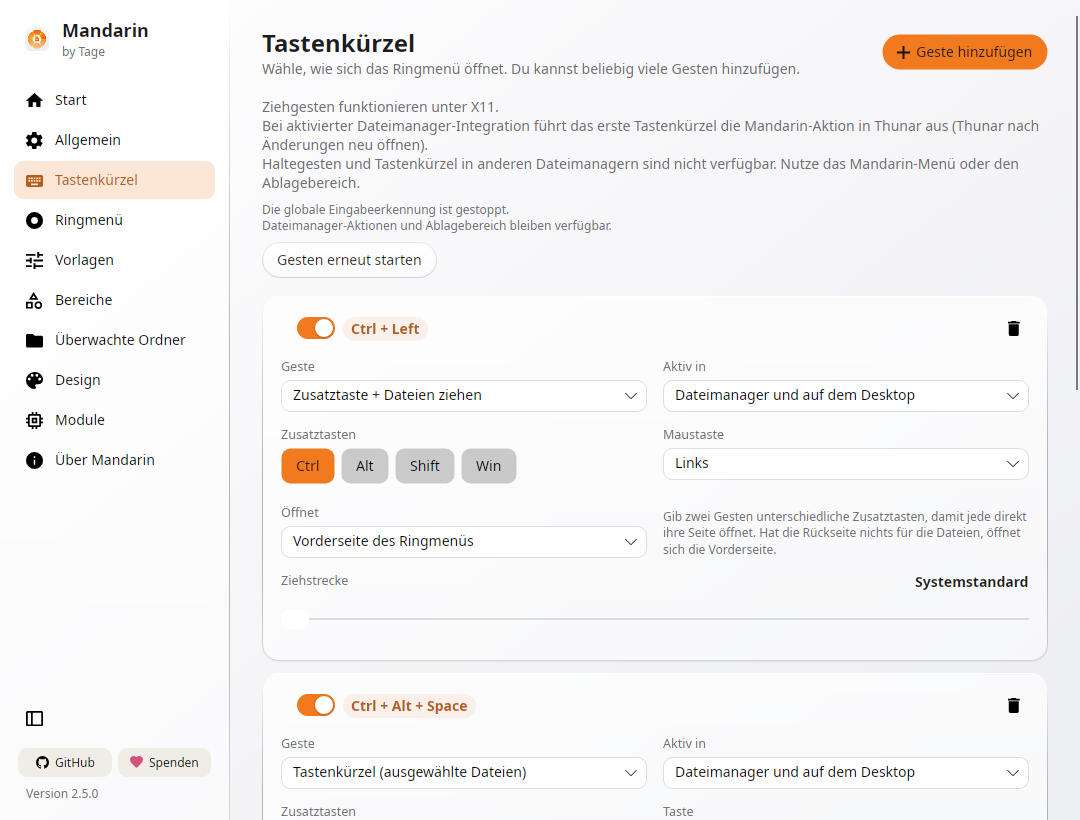 Mandarin
by Tage
Start
Allgemein
Tastenkürzel
Ringmenü
Vorlagen
Bereiche
Überwachte Ordner
Design
Module
Über Mandarin
GitHub
Spenden
Version 2.5.0
Tastenkürzel
Wähle, wie sich das Ringmenü öffnet. Du kannst beliebig viele Gesten hinzufügen.
Geste hinzufügen
Ziehgesten funktionieren unter X11.
Bei aktivierter Dateimanager-Integration führt das erste Tastenkürzel die Mandarin-Aktion in Thunar aus (Thunar nach
Änderungen neu öffnen).
Haltegesten und Tastenkürzel in anderen Dateimanagern sind nicht verfügbar. Nutze das Mandarin-Menü oder den
Ablagebereich.
Die globale Eingabeerkennung ist gestoppt.
Dateimanager-Aktionen und Ablagebereich bleiben verfügbar.
Gesten erneut starten
Ctrl + Left
Geste
Aktiv in
Zusatztaste + Dateien ziehen
Dateimanager und auf dem Desktop
Zusatztasten
Maustaste
Ctrl
Alt
Shift
Win
Links
Öffnet
Vorderseite des Ringmenüs
Gib zwei Gesten unterschiedliche Zusatztasten, damit jede direkt
ihre Seite öffnet. Hat die Rückseite nichts für die Dateien, öffnet
sich die Vorderseite.
Ziehstrecke
Systemstandard
Ctrl + Alt + Space
Geste
Aktiv in
Tastenkürzel (ausgewählte Dateien)
Dateimanager und auf dem Desktop
Zusatztasten
Taste